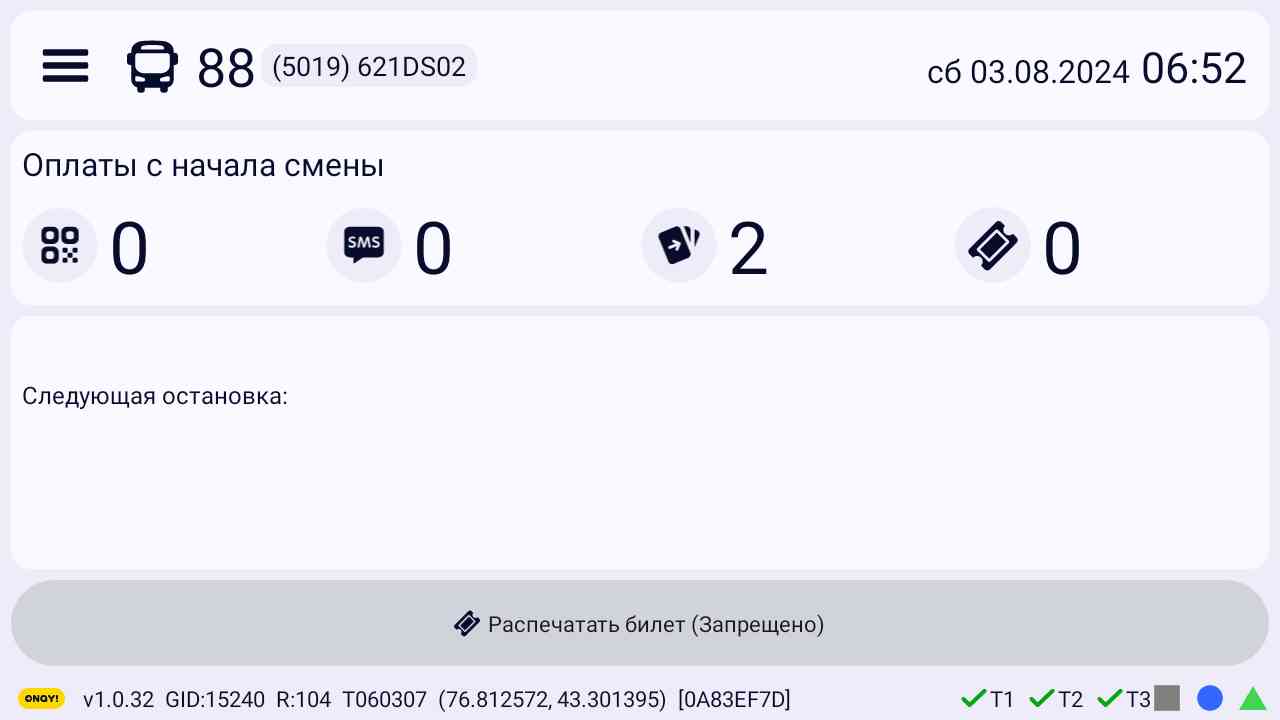 88 (5019) 621DS02 сб 03.08.2024 06:52
Оплаты с начала смены
0 SMS 0 2 0
Следующая остановка:
Распечатать билет (Запрещено)
ONAY! v1.0.32 GID:15240 R:104 T060307 (76.812572, 43.301395) [0A83EF7D] T1 T2 T3